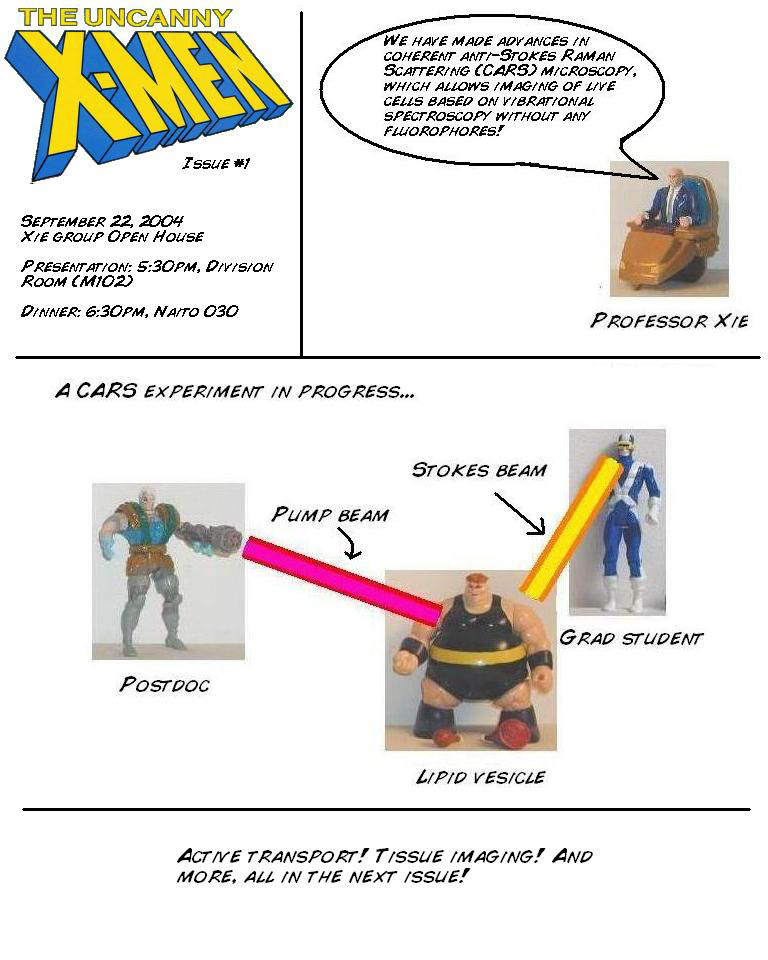 THE UNCANNY
X-MEN
ISSUE #1
SEPTEMBER 22, 2004
XIE GROUP OPEN HOUSE
PRESENTATION: 5:30PM, DIVISION
ROOM (M102)
DINNER: 6:30PM, NAITO 030
WE HAVE MADE ADVANCES IN
COHERENT ANTI-STOKES RAMAN
SCATTERING (CARS) MICROSCOPY,
WHICH ALLOWS IMAGING OF LIVE
CELLS BASED ON VIBRATIONAL
SPECTROSCOPY WITHOUT ANY
FLUOROPHORES!
PROFESSOR XIE
A CARS EXPERIMENT IN PROGRESS...
STOKES BEAM
PUMP BEAM
GRAD STUDENT
POSTDOC
LIPID VESICLE
ACTIVE TRANSPORT! TISSUE IMAGING! AND
MORE, ALL IN THE NEXT ISSUE!